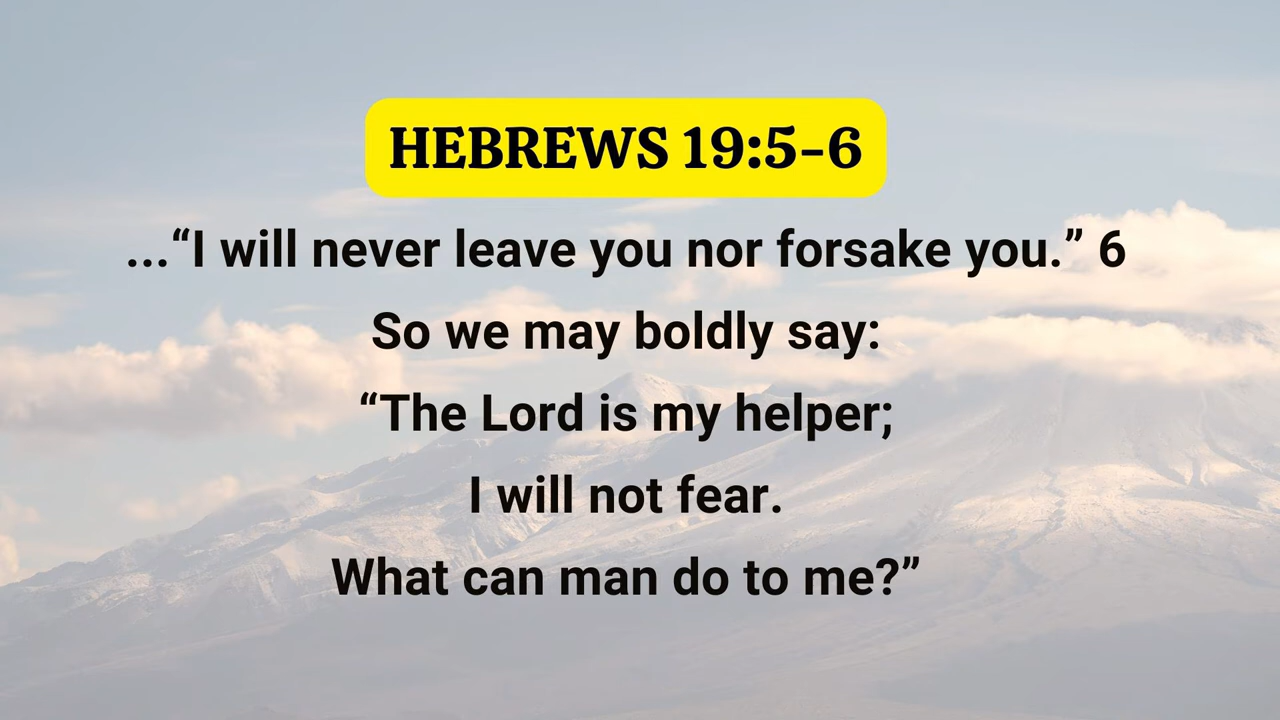 HEBREWS 19:5-6
...“I will never leave you nor forsake you.” 6
So we may boldly say:
“The Lord is my helper;
I will not fear.
What can man do to me?”